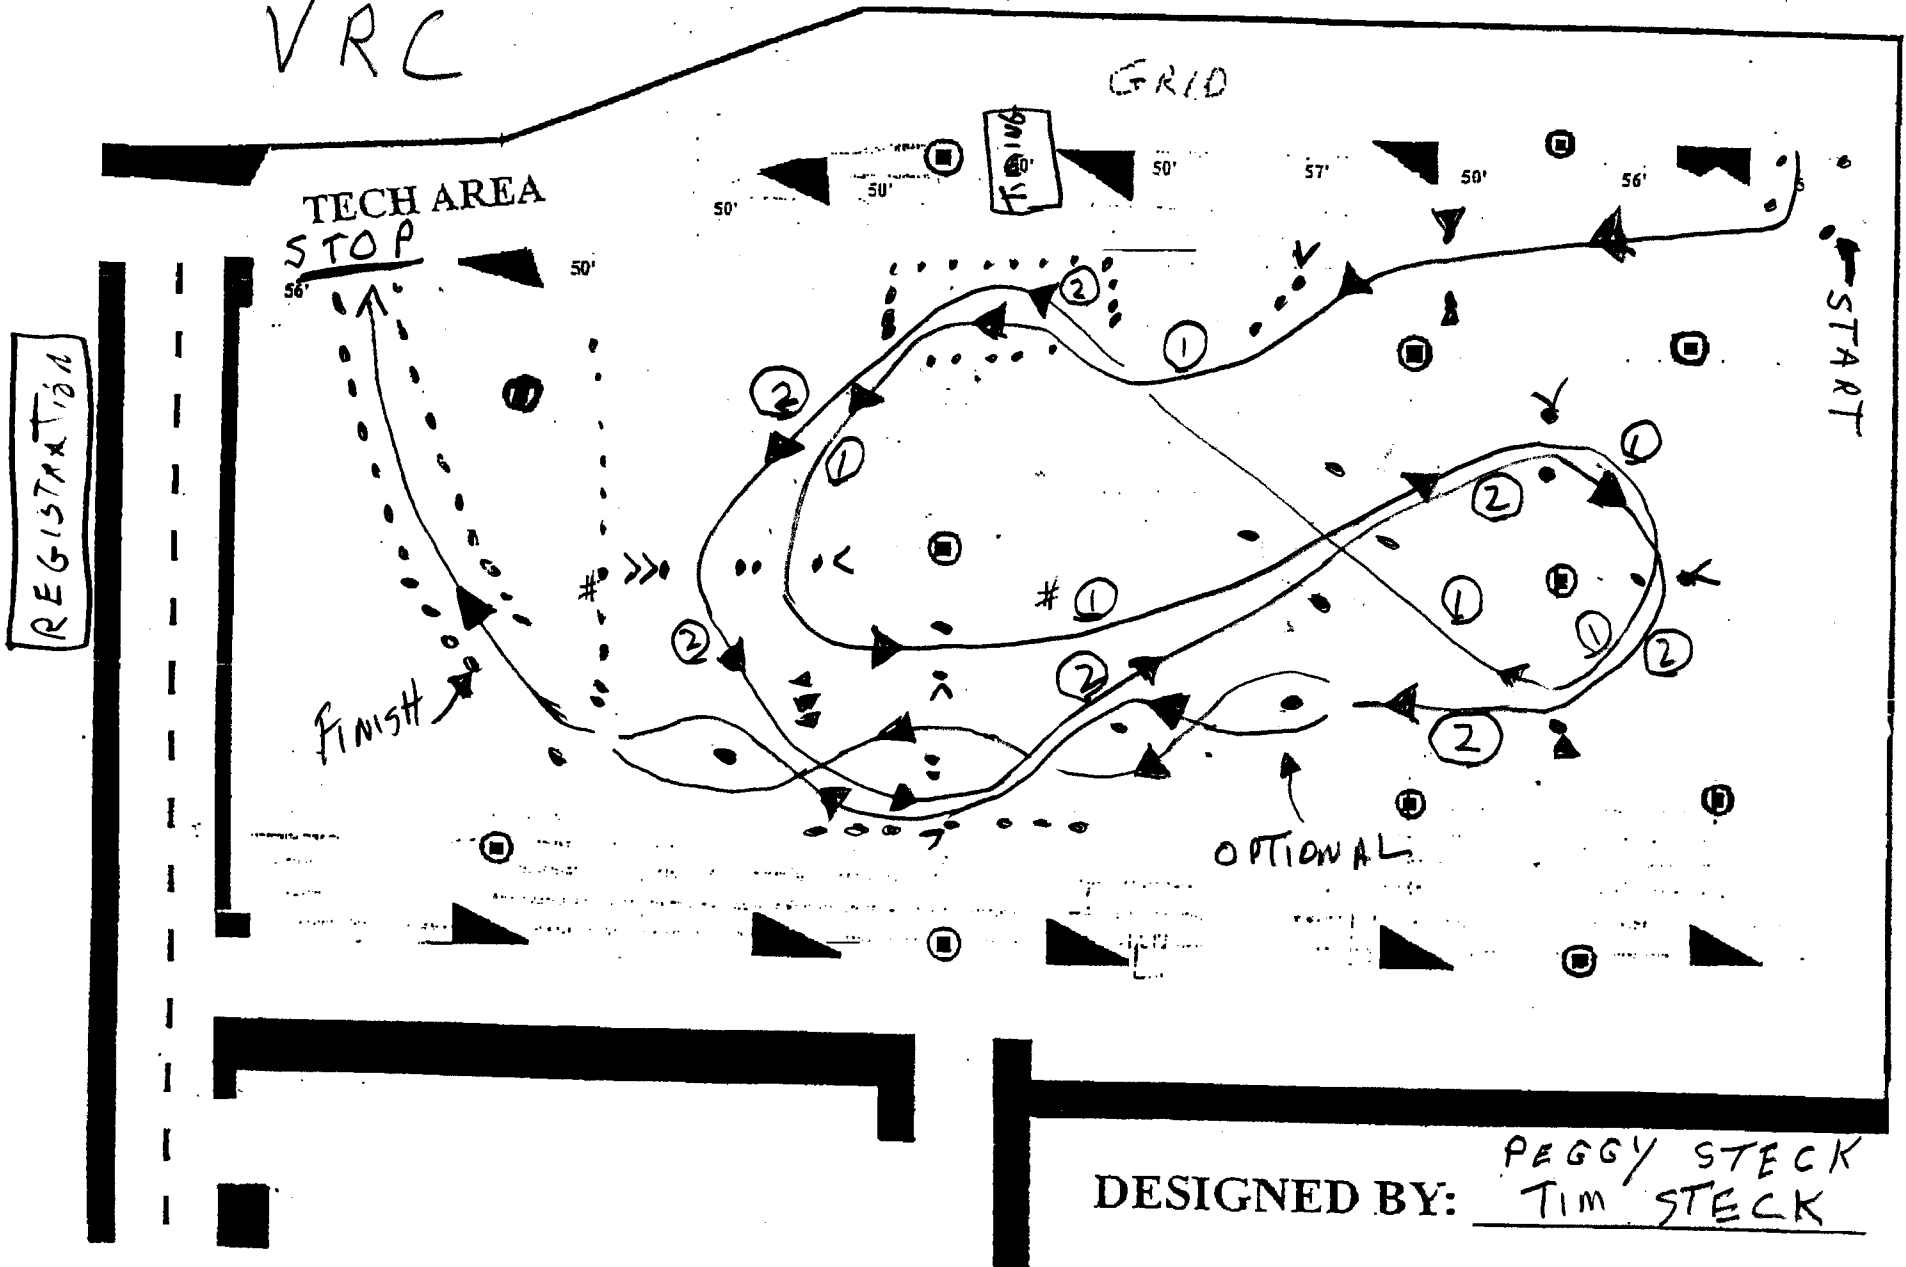 VRC
GRID
TIMING
50'
50'
50'
57'
50'
56'
TECH AREA
STOP
56'
50'
START
REGISTRATION
2
1
2
1
1
2
#
#
1
1
1
2
2
2
2
FINISH
OPTIONAL
DESIGNED BY: PEGGY STECK
TIM STECK